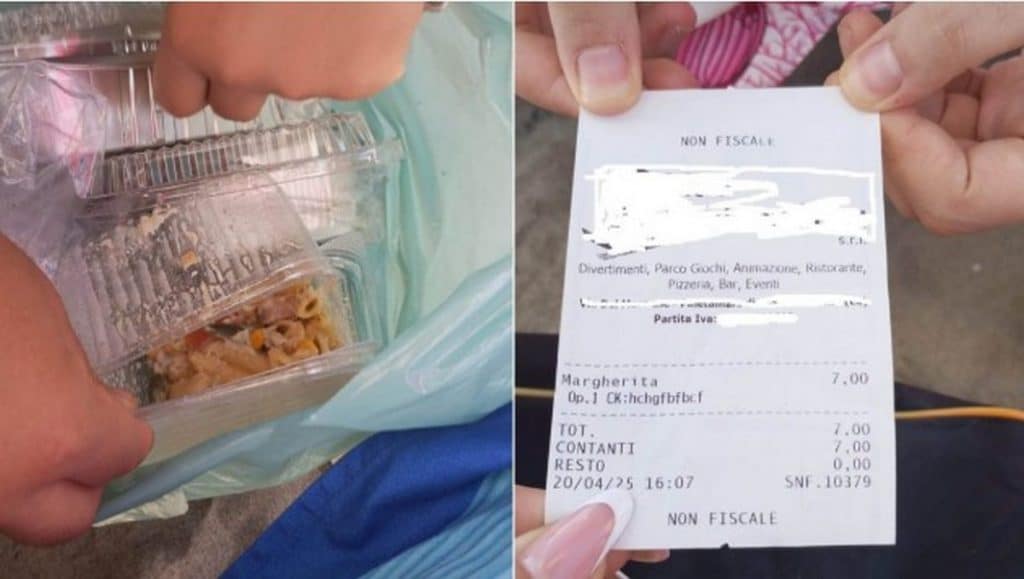 NON FISCALE
s.r.l.
Divertimenti, Parco Giochi, Animazione, Ristorante,
Pizzeria, Bar, Eventi
Partita Iva:
Margherita 7,00
Op.1 CK:hchgfbfbcf
TOT. 7,00
CONTANTI 7,00
RESTO 0,00
20/04/25 16:07 SNF.10379
NON FISCALE